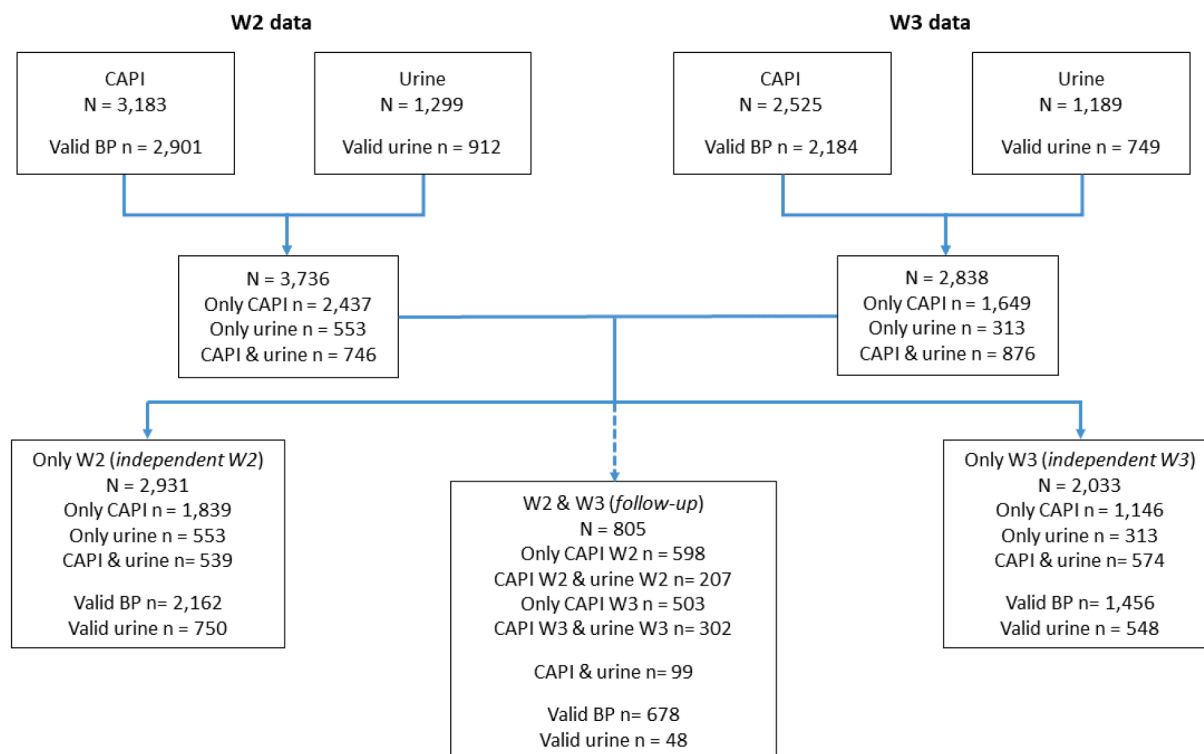 W2 data
W3 data
CAPI
N = 3,183
Valid BP n = 2,901
Urine
N = 1,299
Valid urine n = 912
CAPI
N = 2,525
Valid BP n = 2,184
Urine
N = 1,189
Valid urine n = 749
N = 3,736
Only CAPI n = 2,437
Only urine n = 553
CAPI & urine n = 746
N = 2,838
Only CAPI n = 1,649
Only urine n = 313
CAPI & urine n = 876
Only W2 (independent W2)
N = 2,931
Only CAPI n = 1,839
Only urine n = 553
CAPI & urine n= 539
Valid BP n= 2,162
Valid urine n = 750
W2 & W3 (follow-up)
N = 805
Only CAPI W2 n = 598
CAPI W2 & urine W2 n= 207
Only CAPI W3 n = 503
CAPI W3 & urine W3 n= 302
CAPI & urine n= 99
Valid BP n= 678
Valid urine n = 48
Only W3 (independent W3)
N = 2,033
Only CAPI n = 1,146
Only urine n = 313
CAPI & urine n= 574
Valid BP n= 1,456
Valid urine n = 548